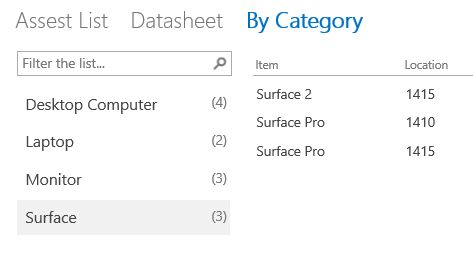 Assest List Datasheet By Category
Filter the list...
Item Location
Desktop Computer (4)
Surface 2 1415
Laptop (2)
Surface Pro 1410
Monitor (3)
Surface Pro 1415
Surface (3)